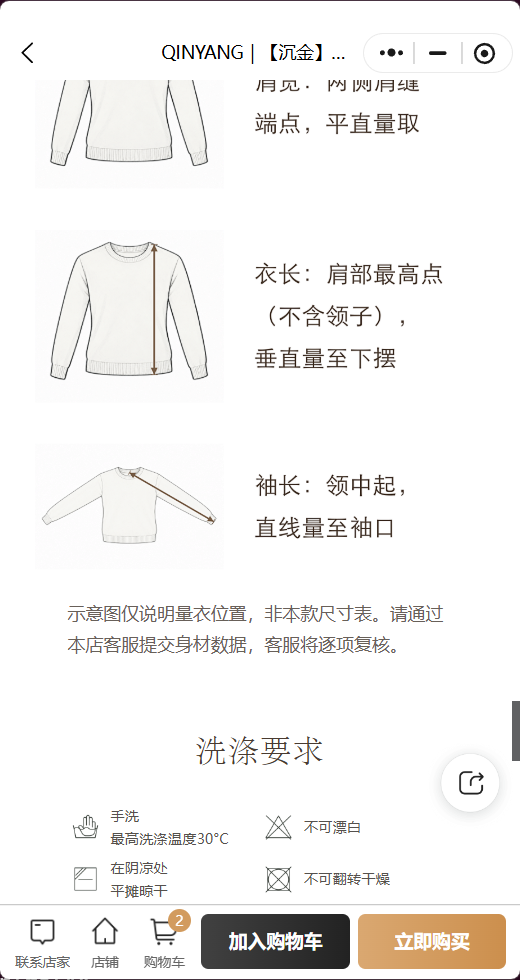 QINYANG | 【沉金】...
肩宽：两侧肩缝
端点，平直量取
衣长：肩部最高点
（不含领子），
垂直量至下摆
袖长：领中起，
直线量至袖口
示意图仅说明量衣位置，非本款尺寸表。请通过
本店客服提交身材数据，客服将逐项复核。
洗涤要求
手洗
最高洗涤温度30°C
不可漂白
在阴凉处
平摊晾干
不可翻转干燥
2
联系店家
店铺
购物车
加入购物车
立即购买